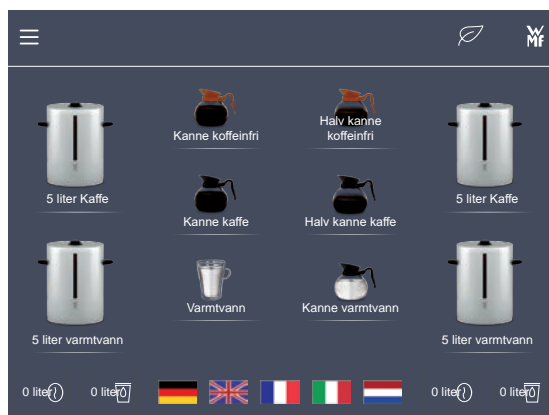 WMF
Kanne koffeinfri
Halv kanne
koffeinfri
5 liter Kaffe
5 liter Kaffe
Kanne kaffe
Halv kanne kaffe
Varmtvann
Kanne varmtvann
5 liter varmtvann
5 liter varmtvann
0 liter
0 liter
0 liter
0 liter